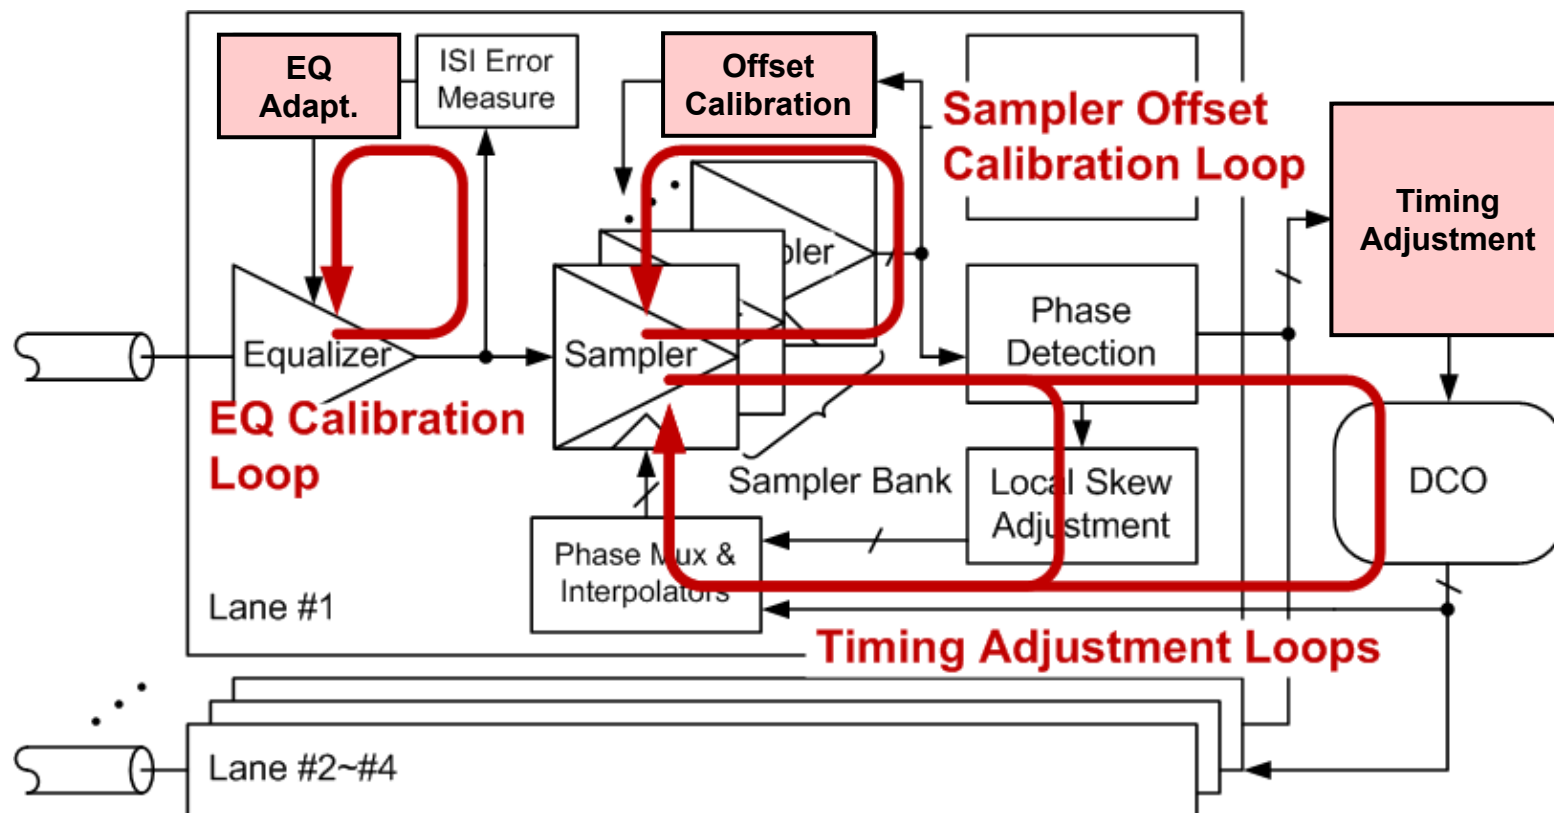 EQ
Adapt.
ISI Error
Measure
Offset
Calibration
Sampler Offset
Calibration Loop
Timing
Adjustment
Equalizer
Sampler
Phase
Detection
EQ Calibration
Loop
Sampler Bank
Local Skew
Adjustment
DCO
Phase Mux &
Interpolators
Lane #1
Timing Adjustment Loops
Lane #2~#4